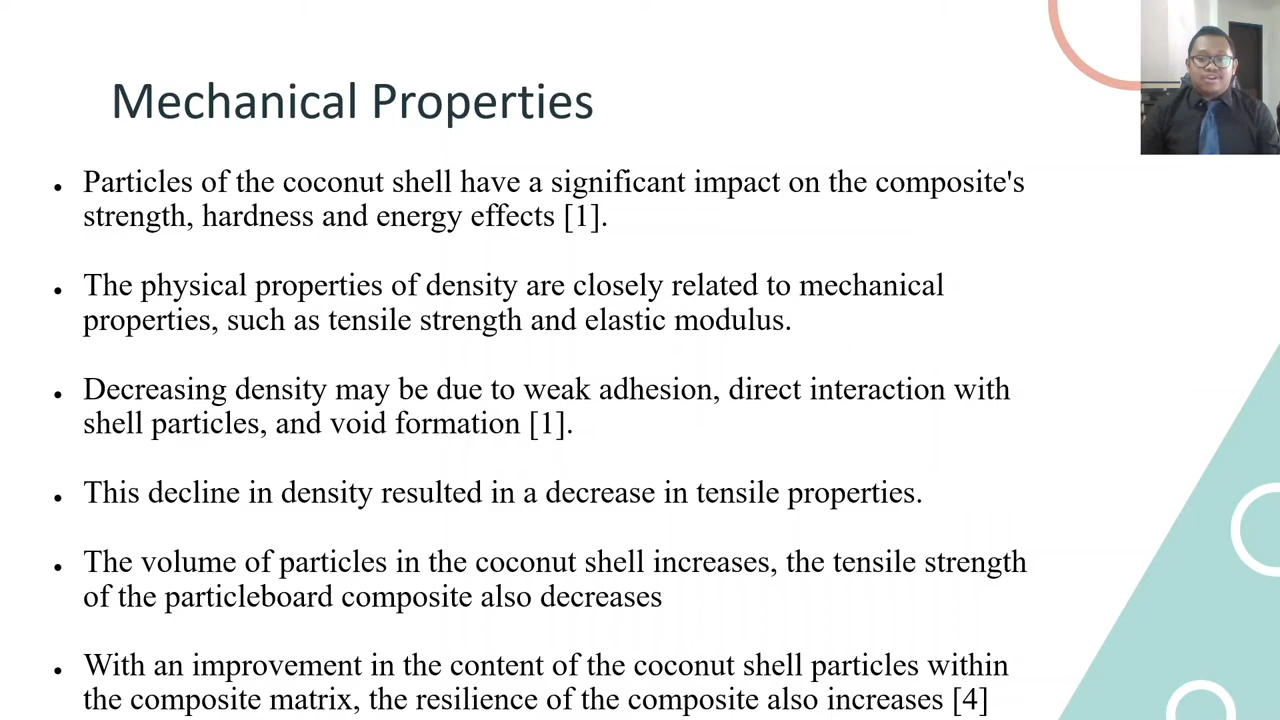 Mechanical Properties
• Particles of the coconut shell have a significant impact on the composite's
strength, hardness and energy effects [1].
• The physical properties of density are closely related to mechanical
properties, such as tensile strength and elastic modulus.
• Decreasing density may be due to weak adhesion, direct interaction with
shell particles, and void formation [1].
• This decline in density resulted in a decrease in tensile properties.
• The volume of particles in the coconut shell increases, the tensile strength
of the particleboard composite also decreases
• With an improvement in the content of the coconut shell particles within
the composite matrix, the resilience of the composite also increases [4]